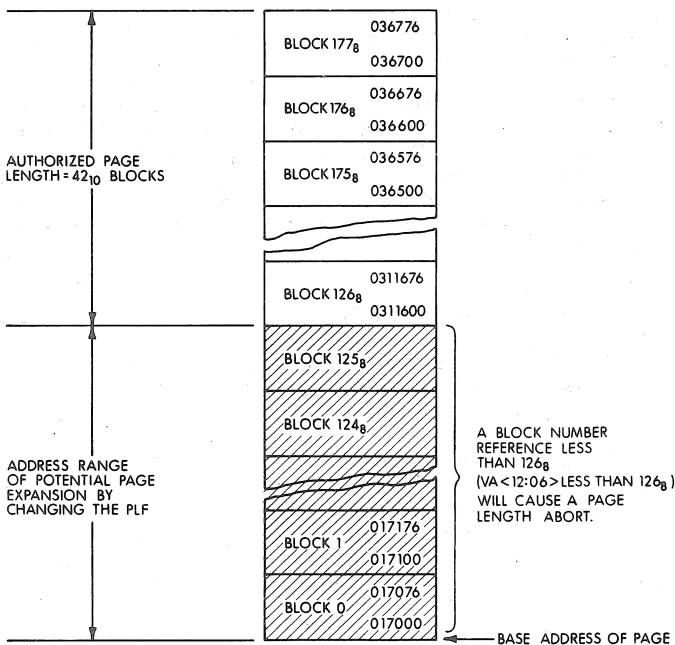 036776
BLOCK 177₈
036700
036676
BLOCK 176₈
036600
AUTHORIZED PAGE
LENGTH = 42₁₀ BLOCKS
036576
BLOCK 175₈
036500
0311676
BLOCK 126₈
0311600
BLOCK 125₈
BLOCK 124₈
ADDRESS RANGE
OF POTENTIAL PAGE
EXPANSION BY
CHANGING THE PLF
A BLOCK NUMBER
REFERENCE LESS
THAN 126₈
(VA<12:06> LESS THAN 126₈)
WILL CAUSE A PAGE
LENGTH ABORT.
017176
BLOCK 1
017100
017076
BLOCK 0
017000
BASE ADDRESS OF PAGE